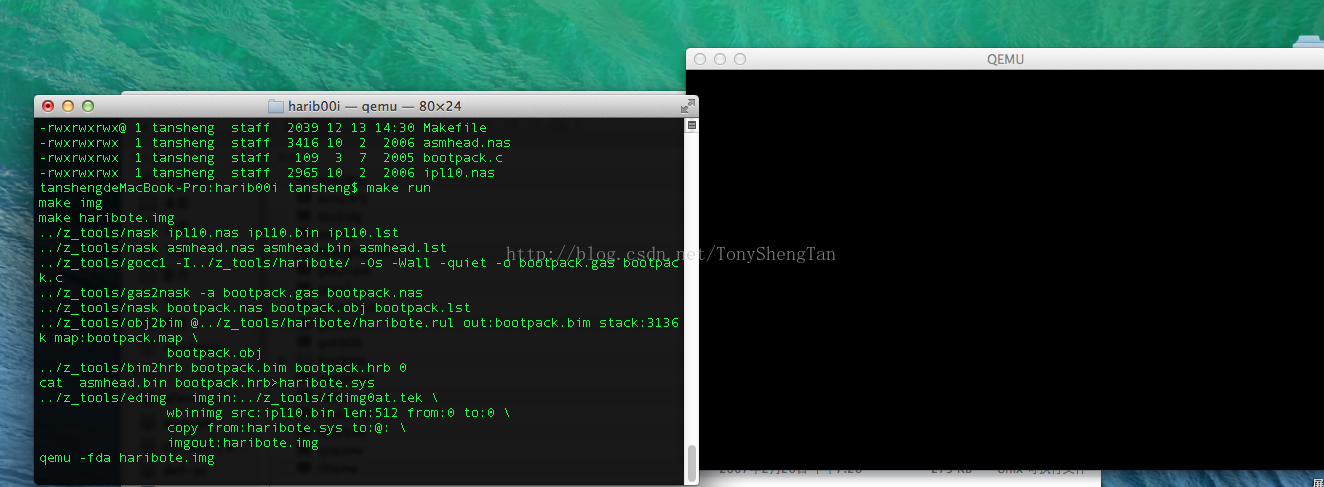 QEMU
harib00i — qemu — 80×24
-rwxrwxrwx@ 1 tansheng  staff  2039 12 13 14:30 Makefile
-rwxrwxrwx  1 tansheng  staff  3416 10  2  2006 asmhead.nas
-rwxrwxrwx  1 tansheng  staff   109  3  7  2005 bootpack.c
-rwxrwxrwx  1 tansheng  staff  2965 10  2  2006 ipl10.nas
tanshengdeMacBook-Pro:harib00i tansheng$ make run
make img
make haribote.img
../z_tools/nask ipl10.nas ipl10.bin ipl10.lst
../z_tools/nask asmhead.nas asmhead.bin asmhead.lst
../z_tools/gocc1 -I../z_tools/haribote/ -Os -Wall -quiet -o bootpack.gas bootpac
k.c
../z_tools/gas2nask -a bootpack.gas bootpack.nas
../z_tools/nask bootpack.nas bootpack.obj bootpack.lst
../z_tools/obj2bim @../z_tools/haribote/haribote.rul out:bootpack.bim stack:3136
k map:bootpack.map \
bootpack.obj
../z_tools/bim2hrb bootpack.bim bootpack.hrb 0
cat  asmhead.bin bootpack.hrb>haribote.sys
../z_tools/edimg   imgin:../z_tools/fdimg0at.tek \
wbinimg src:ipl10.bin len:512 from:0 to:0 \
copy from:haribote.sys to:@: \
imgout:haribote.img
qemu -fda haribote.img
http://blog.csdn.net/TonyShengTan